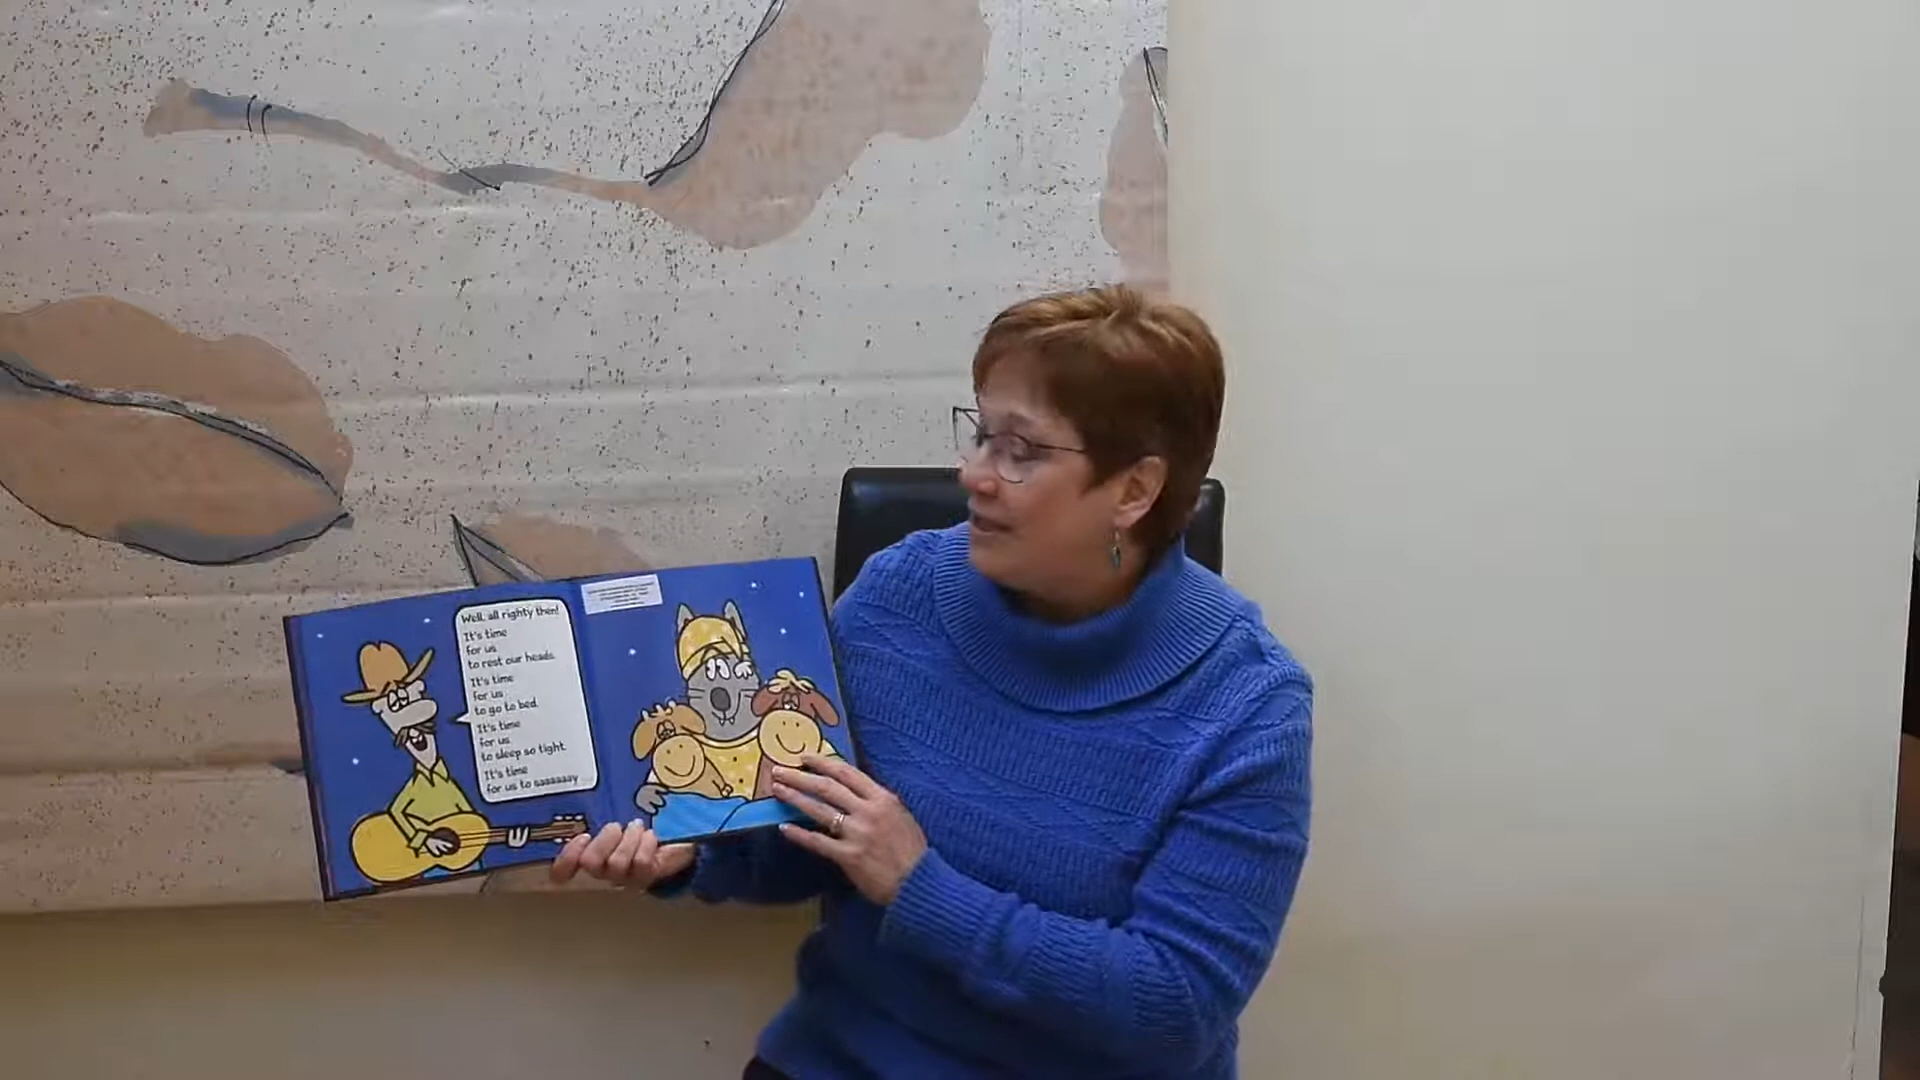 Well, all righty then!
It's time
for us
to rest our heads.
It's time
for us
to go to bed.
It's time
for us
to sleep so tight.
It's time
for us to saaaaaay